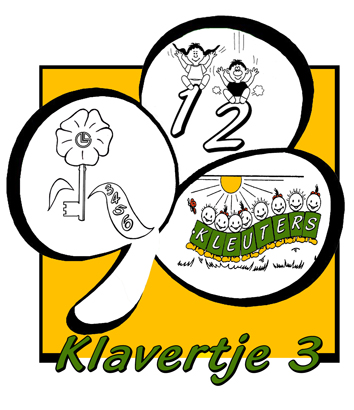 1 2
3456
KLEUTERS
Klavertje 3